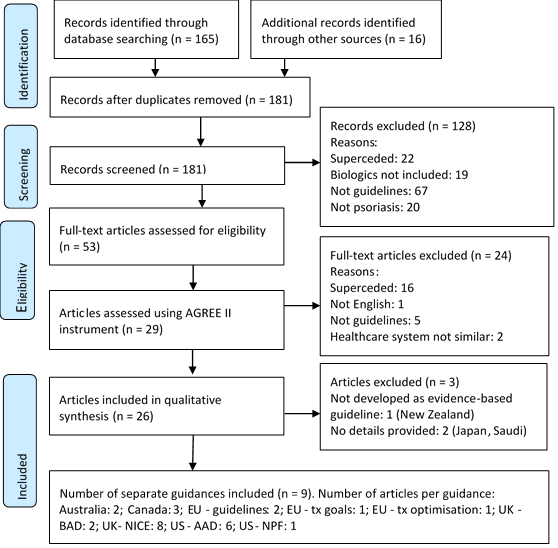 Identification
Records identified through
database searching (n = 165)
Additional records identified
through other sources (n = 16)
Records after duplicates removed (n = 181)
Screening
Records screened (n = 181)
Records excluded (n = 128)
Reasons:
Superceded: 22
Biologics not included: 19
Not guidelines: 67
Not psoriasis: 20
Eligibility
Full-text articles assessed for eligibility
(n = 53)
Full-text articles excluded (n = 24)
Reasons:
Superceded: 16
Not English: 1
Not guidelines: 5
Healthcare system not similar: 2
Articles assessed using AGREE II
instrument (n = 29)
Included
Articles included in qualitative
synthesis (n = 26)
Articles excluded (n = 3)
Not developed as evidence-based
guideline: 1 (New Zealand)
No details provided: 2 (Japan, Saudi)
Number of separate guidances included (n = 9). Number of articles per guidance:
Australia: 2; Canada: 3; EU - guidelines: 2; EU - tx goals: 1; EU - tx optimisation: 1; UK -
BAD: 2; UK- NICE: 8; US - AAD: 6; US- NPF: 1